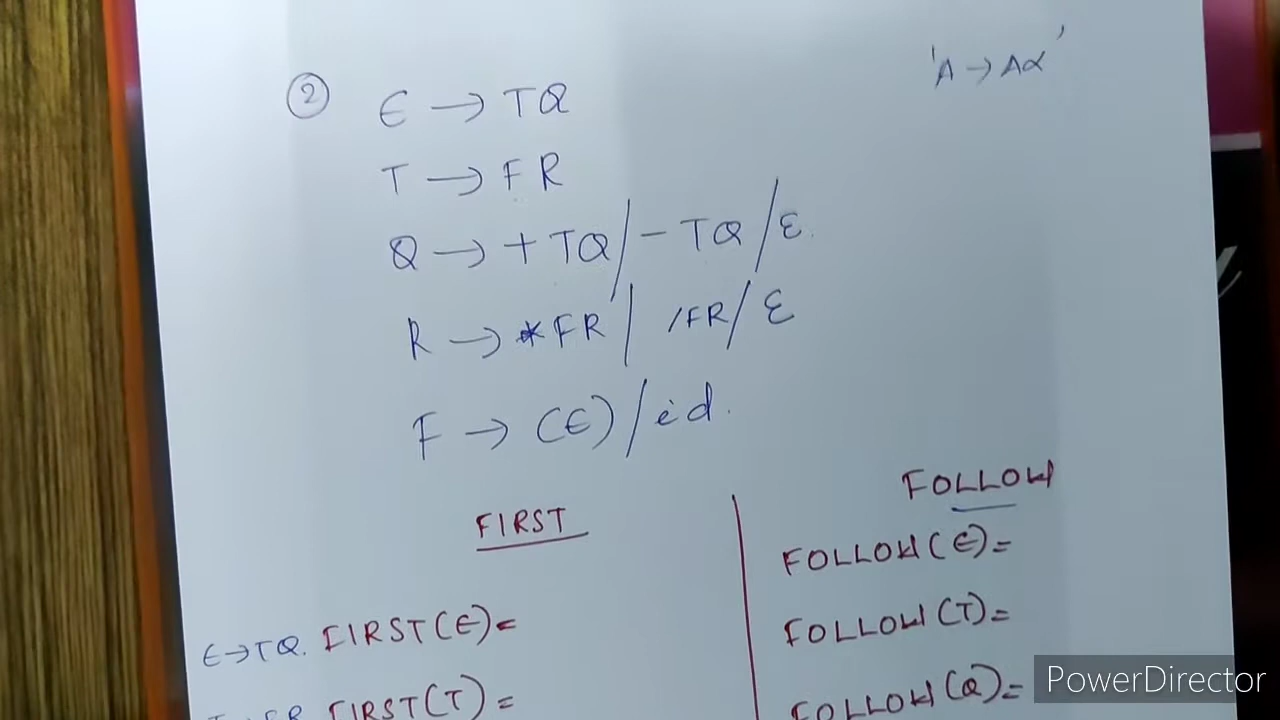 ② E → TQ
'A → Aα'
T → FR
Q → + TQ / - TQ / ε.
R → *FR / /FR / ε
F → (E) / id.
FIRST
FOLLOW
FOLLOW(E)=
E→TQ. FIRST(E)=
FOLLOW(T)=
FIRST(T)=
FOLLOW(Q)=
PowerDirector